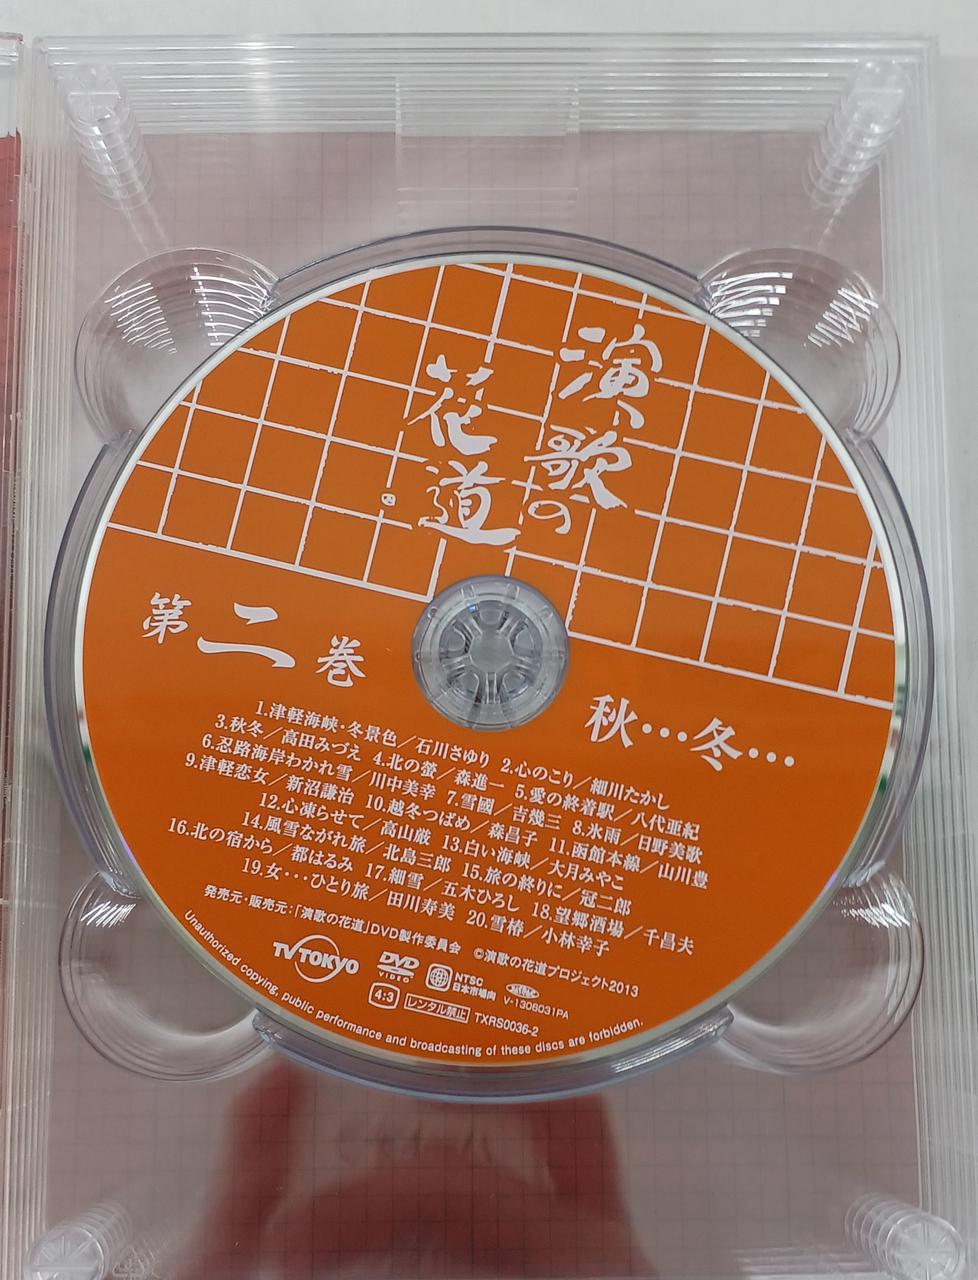 演歌の
花道
第二巻
秋…冬…
1.津軽海峡・冬景色／石川さゆり 2.心のこり／細川たかし
3.秋冬／高田みづえ 4.北の螢／森進一 5.愛の終着駅／八代亜紀
6.忍路海岸わかれ雪／川中美幸 7.雪國／吉幾三 8.氷雨／日野美歌
9.津軽恋女／新沼謙治 10.越冬つばめ／森昌子 11.函館本線／山川豊
12.心凍らせて／高山厳 13.白い海峡／大月みやこ
14.風雪ながれ旅／北島三郎 15.旅の終りに／冠二郎
16.北の宿から／都はるみ 17.細雪／五木ひろし 18.望郷酒場／千昌夫
19.女･･･ひとり旅／田川寿美 20.雪椿／小林幸子
発売元・販売元：「演歌の花道」DVD製作委員会 ©演歌の花道プロジェクト2013
TV TOKYO
DVD
VIDEO
NTSC
日本市場向
V-1306031PA
4:3
レンタル禁止
TXRS0036-2
Unauthorized copying, public performance and broadcasting of these discs are forbidden.